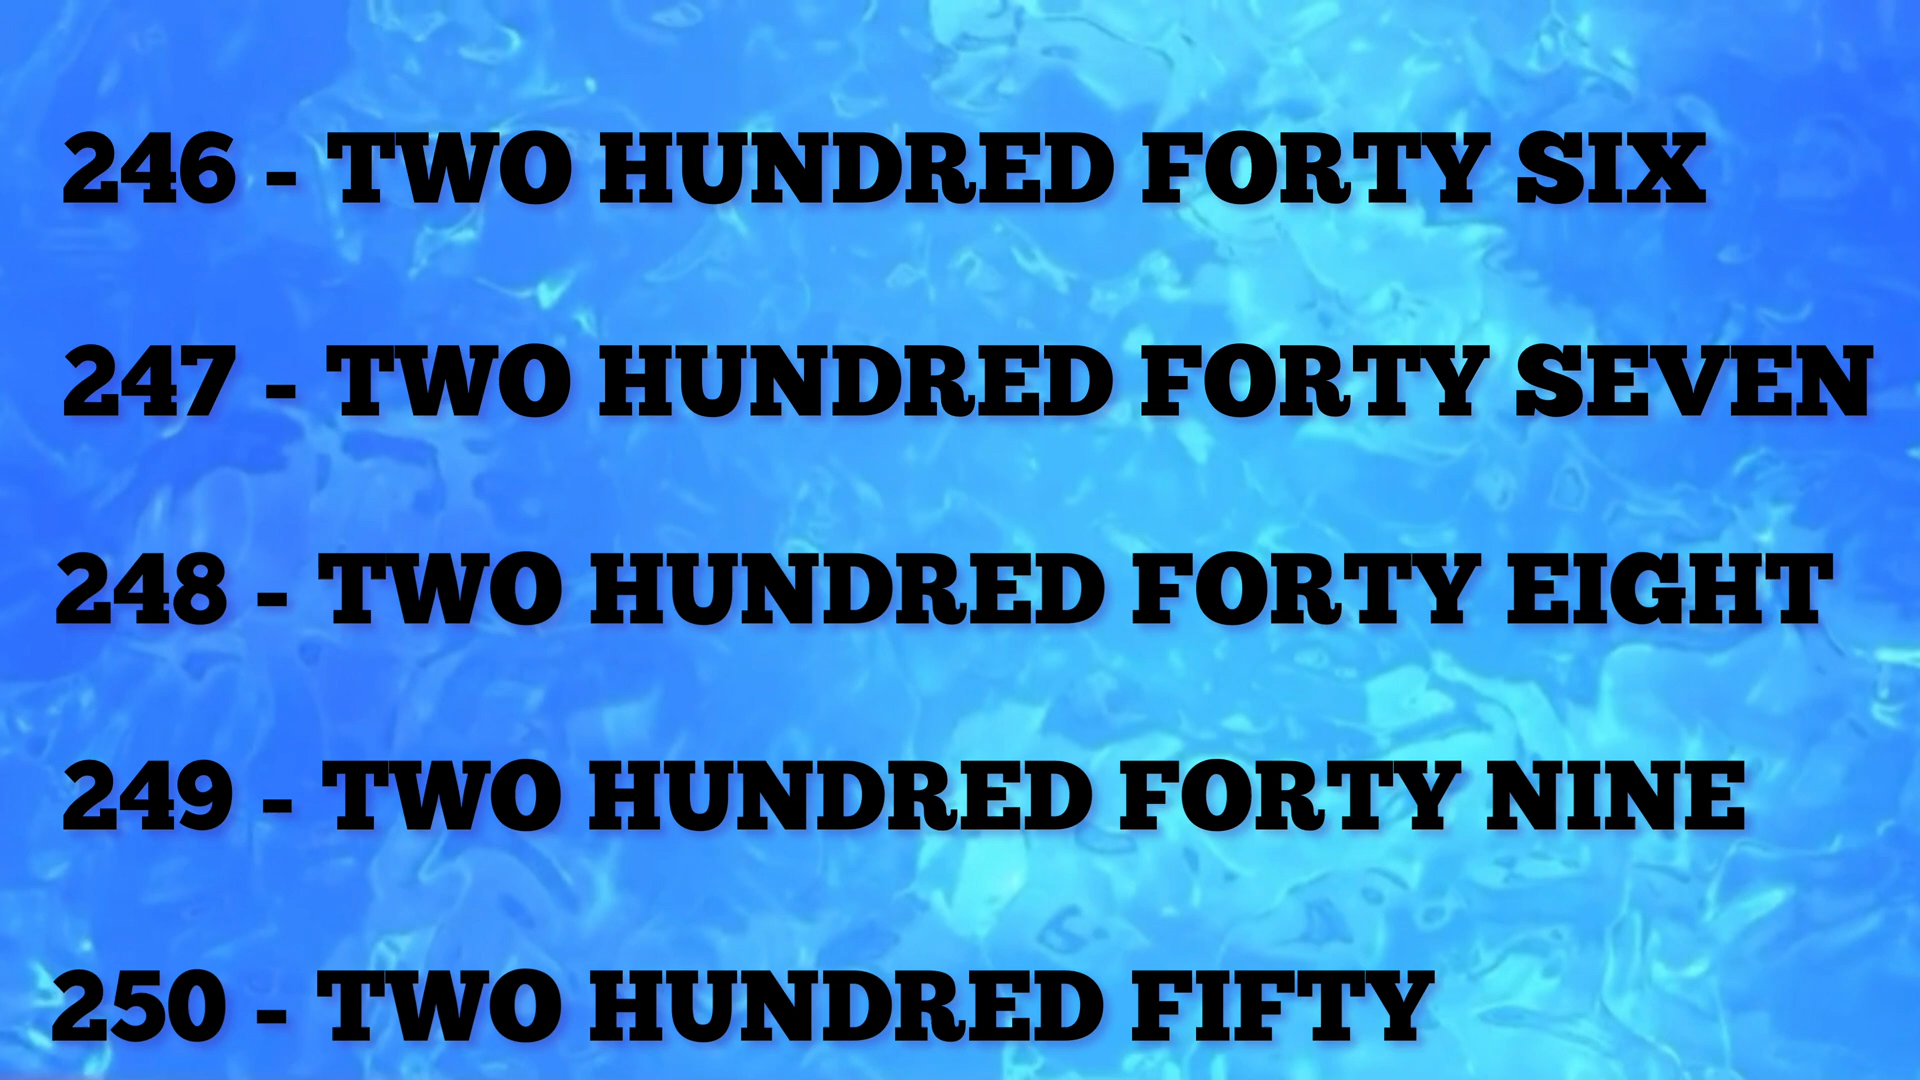 246 - TWO HUNDRED FORTY SIX
247 - TWO HUNDRED FORTY SEVEN
248 - TWO HUNDRED FORTY EIGHT
249 - TWO HUNDRED FORTY NINE
250 - TWO HUNDRED FIFTY